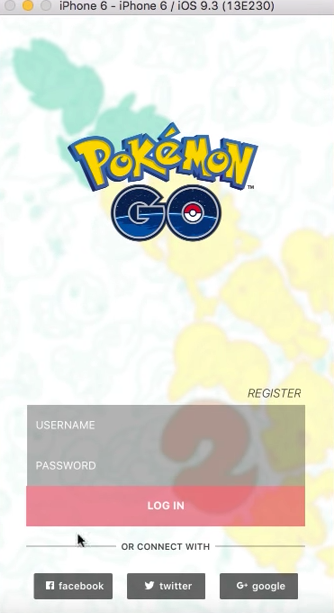 iPhone 6 - iPhone 6 / iOS 9.3 (13E230)
POKéMON
TM
GO
REGISTER
USERNAME
PASSWORD
2
LOG IN
OR CONNECT WITH
f facebook twitter G+ google